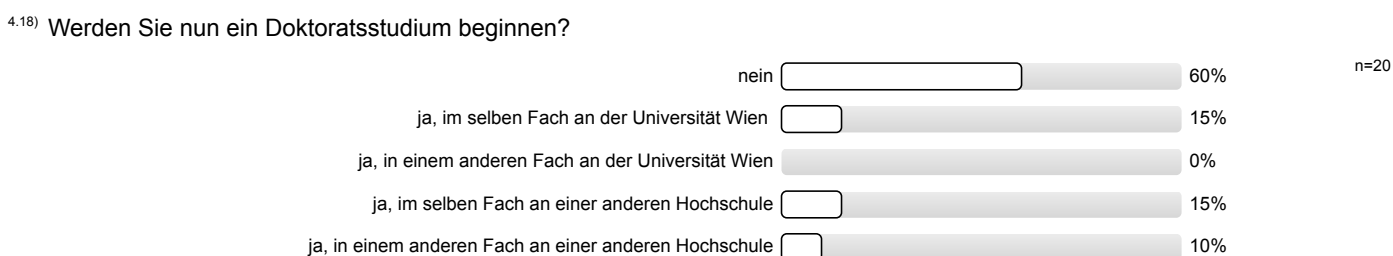 4.18) Werden Sie nun ein Doktoratsstudium beginnen?
nein 60% n=20
ja, im selben Fach an der Universität Wien 15%
ja, in einem anderen Fach an der Universität Wien 0%
ja, im selben Fach an einer anderen Hochschule 15%
ja, in einem anderen Fach an einer anderen Hochschule 10%